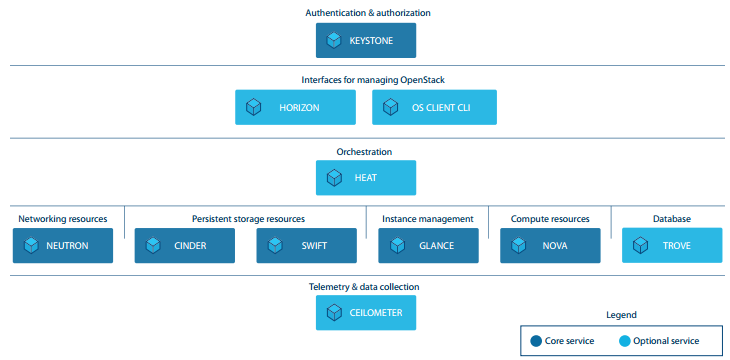 Authentication & authorization
KEYSTONE
Interfaces for managing OpenStack
HORIZON
OS CLIENT CLI
Orchestration
HEAT
Networking resources
Persistent storage resources
Instance management
Compute resources
Database
NEUTRON
CINDER
SWIFT
GLANCE
NOVA
TROVE
Telemetry & data collection
CEILOMETER
Legend
Core service
Optional service